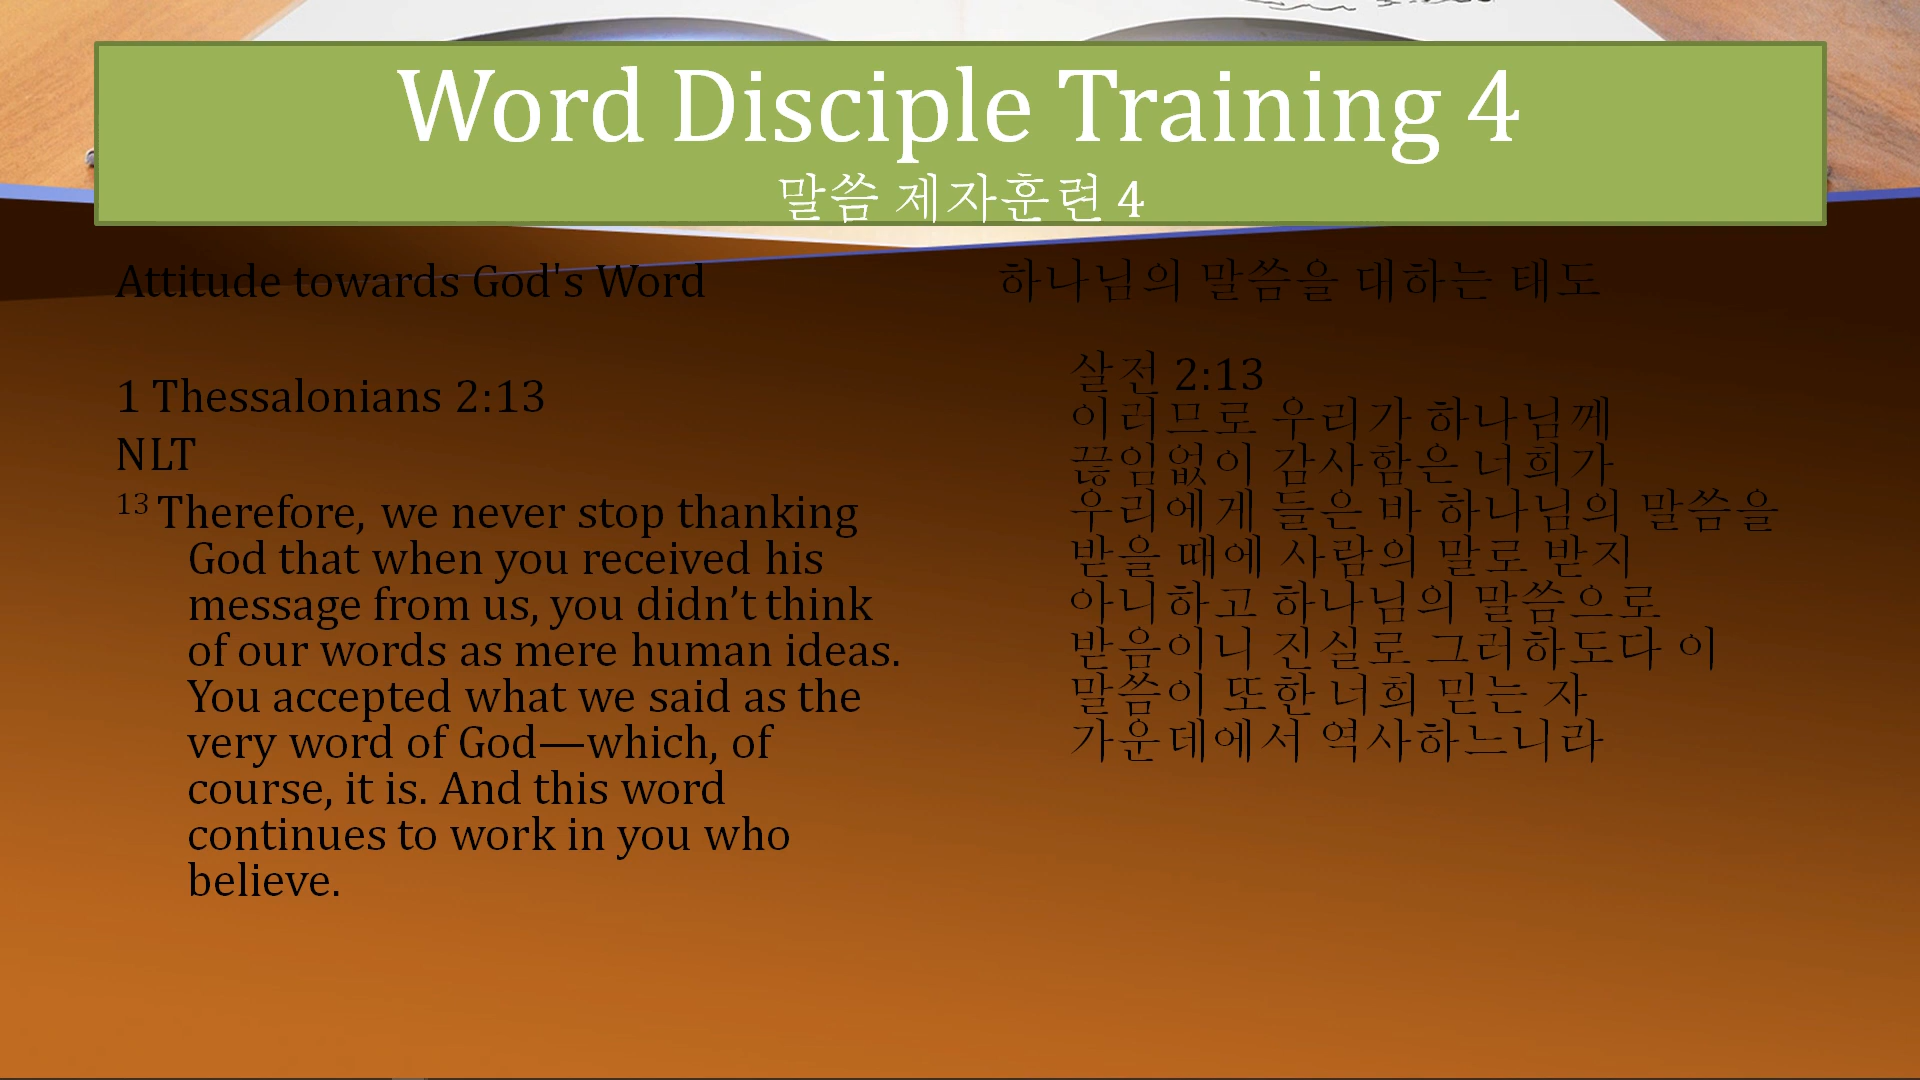 Word Disciple Training 4
말씀 제자훈련 4
Attitude towards God's Word
1 Thessalonians 2:13
NLT
13 Therefore, we never stop thanking
God that when you received his
message from us, you didn’t think
of our words as mere human ideas.
You accepted what we said as the
very word of God—which, of
course, it is. And this word
continues to work in you who
believe.
하나님의 말씀을 대하는 태도
살전 2:13
이러므로 우리가 하나님께
끊임없이 감사함은 너희가
우리에게 들은 바 하나님의 말씀을
받을 때에 사람의 말로 받지
아니하고 하나님의 말씀으로
받음이니 진실로 그러하도다 이
말씀이 또한 너희 믿는 자
가운데에서 역사하느니라